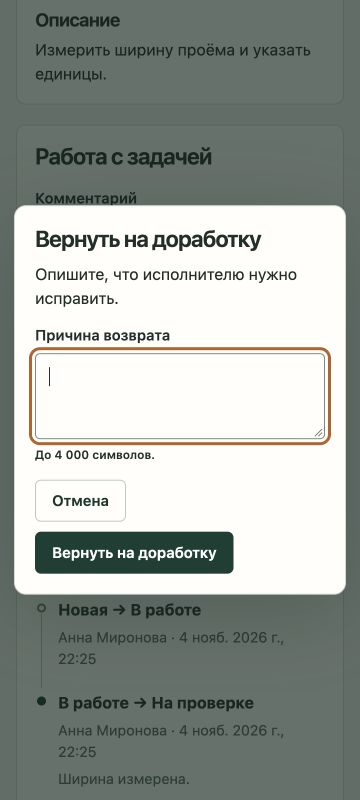 Описание
Измерить ширину проёма и указать
единицы.
Работа с задачей
Комментарий
Вернуть на доработку
Опишите, что исполнителю нужно
исправить.
Причина возврата
До 4 000 символов.
Отмена
Вернуть на доработку
Новая → В работе
Анна Миронова · 4 нояб. 2026 г.,
22:25
В работе → На проверке
Анна Миронова · 4 нояб. 2026 г.,
22:25
Ширина измерена.